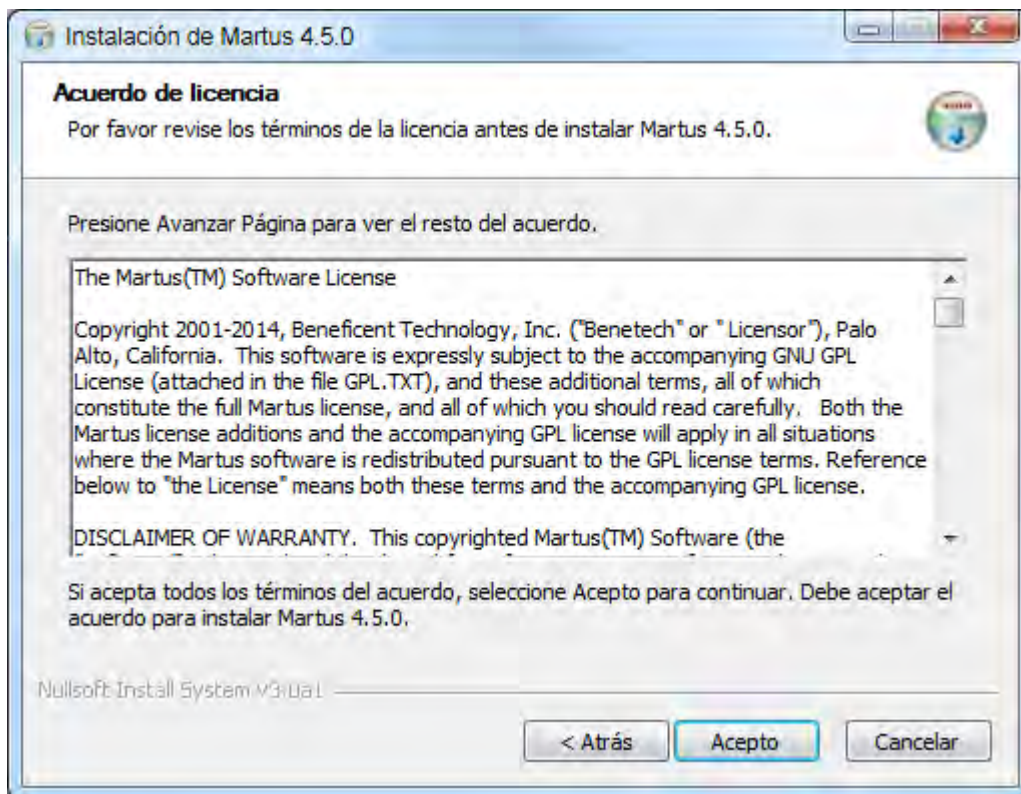 Instalación de Martus 4.5.0
Acuerdo de licencia
Por favor revise los términos de la licencia antes de instalar Martus 4.5.0.
Presione Avanzar Página para ver el resto del acuerdo.
The Martus(TM) Software License
Copyright 2001-2014, Beneficent Technology, Inc. ("Benetech" or " Licensor"), Palo
Alto, California.  This software is expressly subject to the accompanying GNU GPL
License (attached in the file GPL.TXT), and these additional terms, all of which
constitute the full Martus license, and all of which you should read carefully.   Both the
Martus license additions and the accompanying GPL license will apply in all situations
where the Martus software is redistributed pursuant to the GPL license terms. Reference
below to "the License" means both these terms and the accompanying GPL license.
DISCLAIMER OF WARRANTY.  This copyrighted Martus(TM) Software (the
Si acepta todos los términos del acuerdo, seleccione Acepto para continuar. Debe aceptar el
acuerdo para instalar Martus 4.5.0.
Nullsoft Install System
< Atrás
Acepto
Cancelar